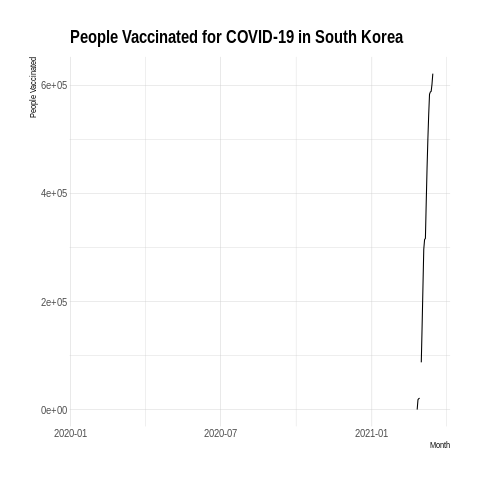 People Vaccinated for COVID-19 in South Korea
People Vaccinated
6e+05
4e+05
2e+05
0e+00
2020-01 2020-07 2021-01
Month